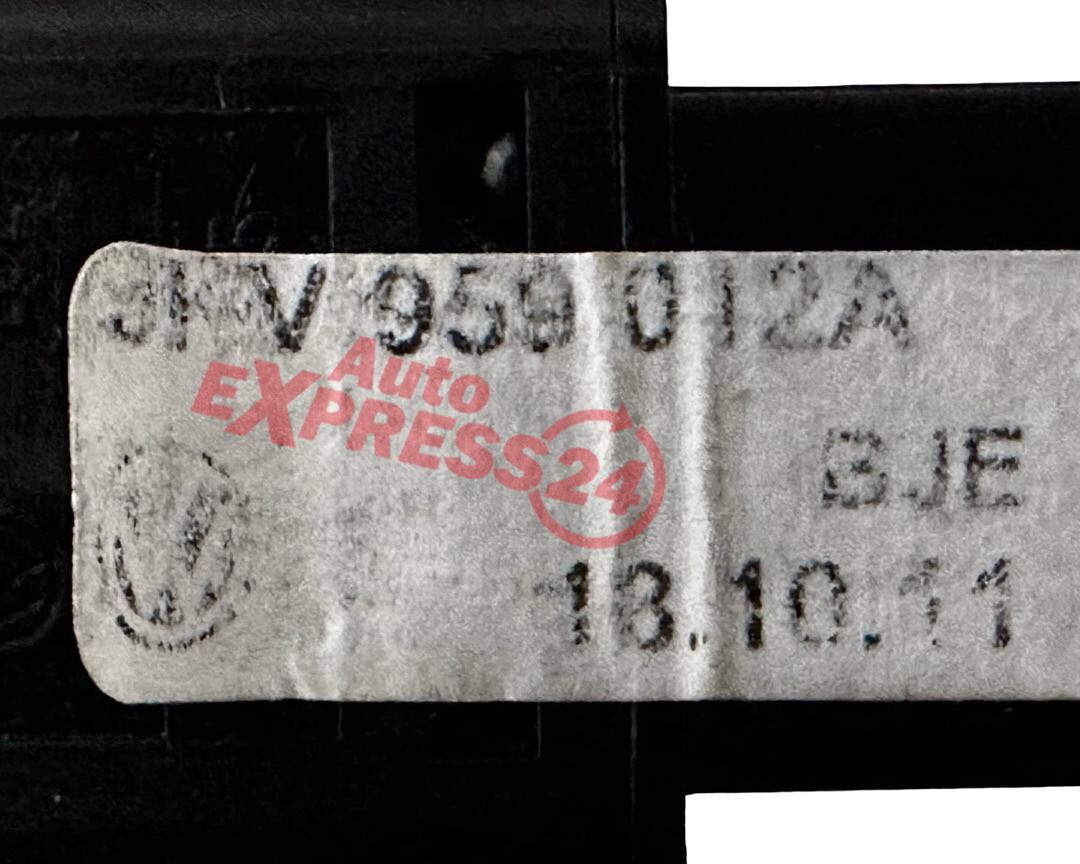 959 012A
Auto
EXPRESS24
BJE
18.10.11